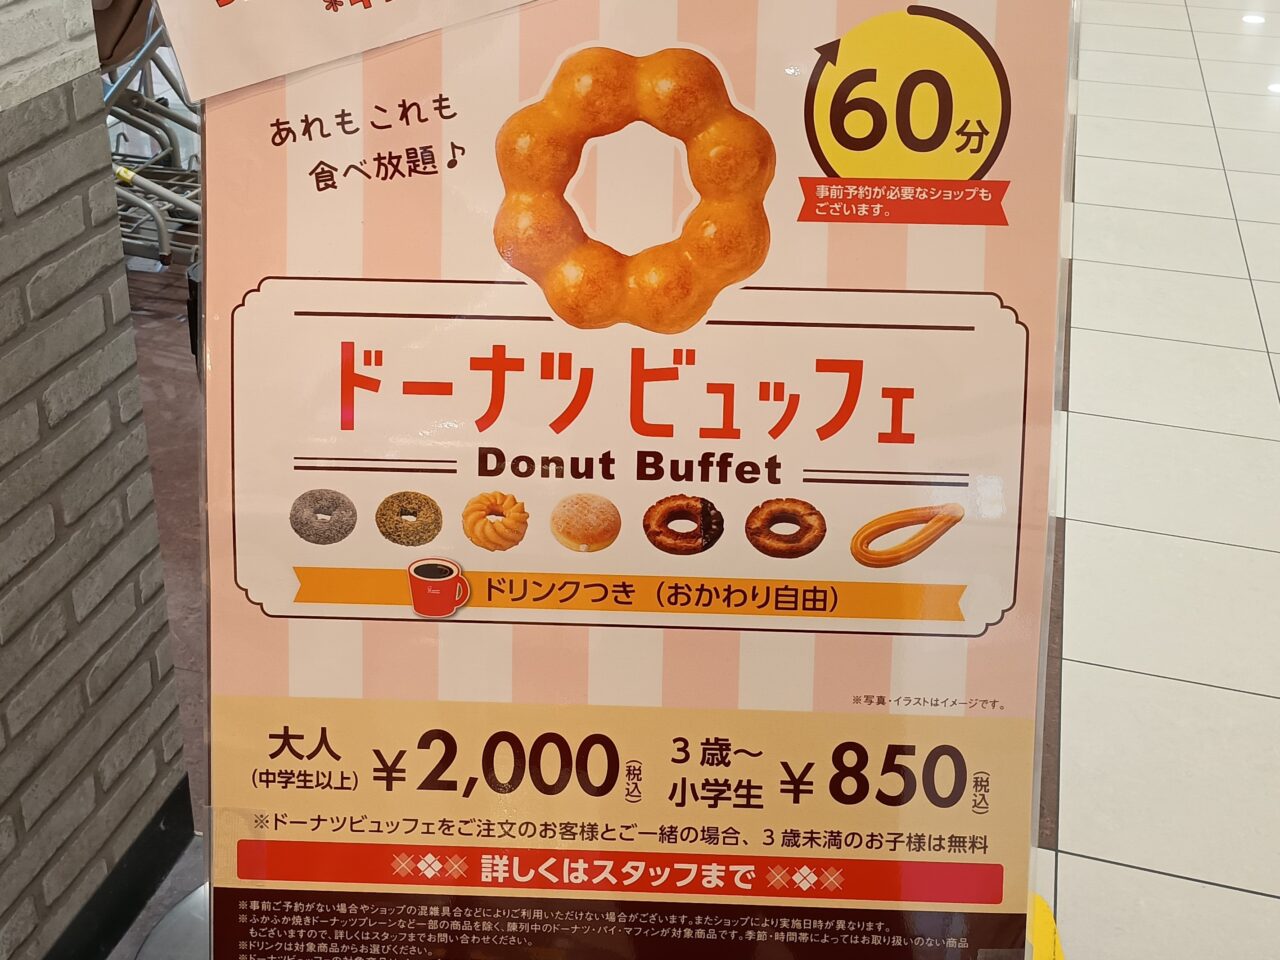 あれもこれも
食べ放題♪
60分
事前予約が必要なショップも
ございます。
ドーナツビュッフェ
Donut Buffet
ドリンクつき（おかわり自由）
※写真・イラストはイメージです。
大人
(中学生以上)
¥2,000(税込)
3歳～
小学生
¥850(税込)
※ドーナツビュッフェをご注文のお客様とご一緒の場合、3歳未満のお子様は無料
詳しくはスタッフまで
※事前ご予約がない場合やショップの混雑具合などによりご利用いただけない場合がございます。またショップにより実施日時が異なります。
※ふかふか焼きドーナッツプレーンなど一部の商品を除く、陳列中のドーナツ・パイ・マフィンが対象商品です。季節・時間帯によってはお取り扱いのない商品
もございますので、詳しくはスタッフまでお問い合わせください。
※ドリンクは対象商品からお選びください。